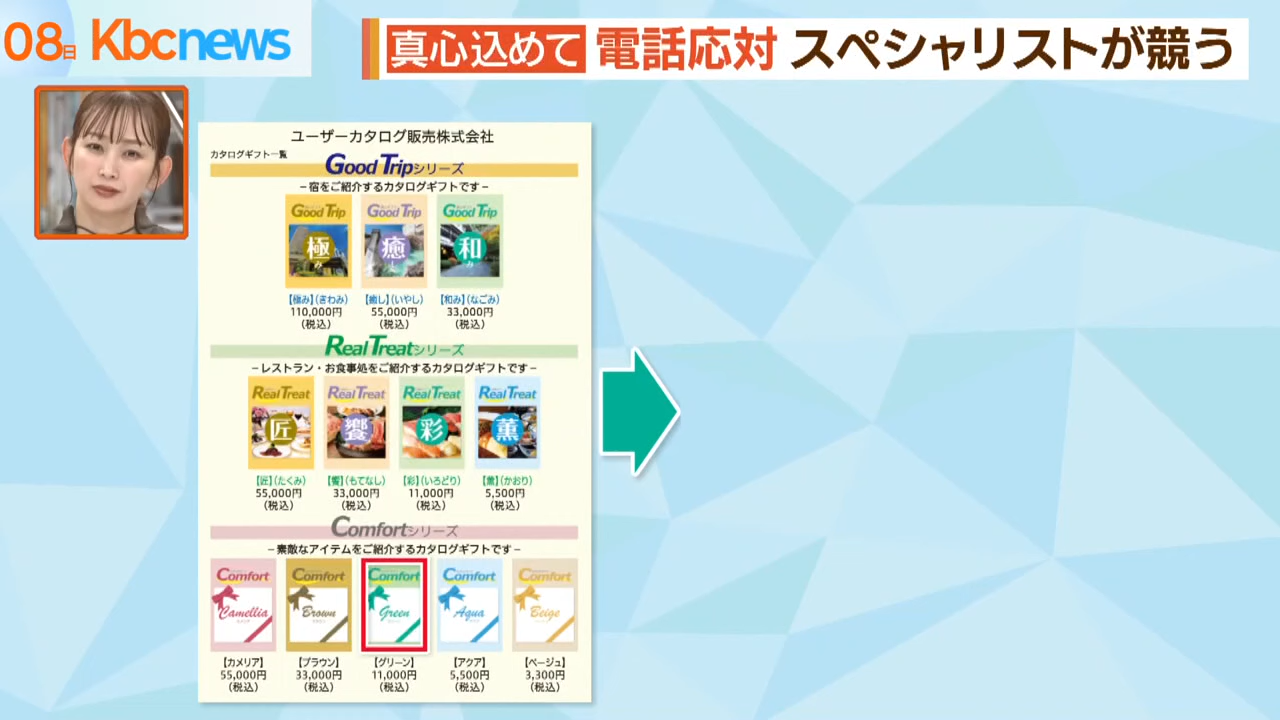 08日 Kbcnews
真心込めて 電話応対 スペシャリストが競う
ユーザーカタログ販売株式会社
カタログギフト一覧
Good Tripシリーズ
－宿をご紹介するカタログギフトです－
Good Trip Good Trip Good Trip
極み 癒し 和み
【極み】(きわみ) 【癒し】(いやし) 【和み】(なごみ)
110,000円 55,000円 33,000円
(税込) (税込) (税込)
Real Treatシリーズ
－レストラン・お食事処をご紹介するカタログギフトです－
Real Treat Real Treat Real Treat Real Treat
匠 饗 彩 薫
【匠】(たくみ) 【饗】(もてなし) 【彩】(いろどり) 【薫】(かおり)
55,000円 33,000円 11,000円 5,500円
(税込) (税込) (税込) (税込)
Comfortシリーズ
－素敵なアイテムをご紹介するカタログギフトです－
Comfort Comfort Comfort Comfort Comfort
Camellia Brown Green Aqua Beige
【カメリア】 【ブラウン】 【グリーン】 【アクア】 【ベージュ】
55,000円 33,000円 11,000円 5,500円 3,300円
(税込) (税込) (税込) (税込) (税込)